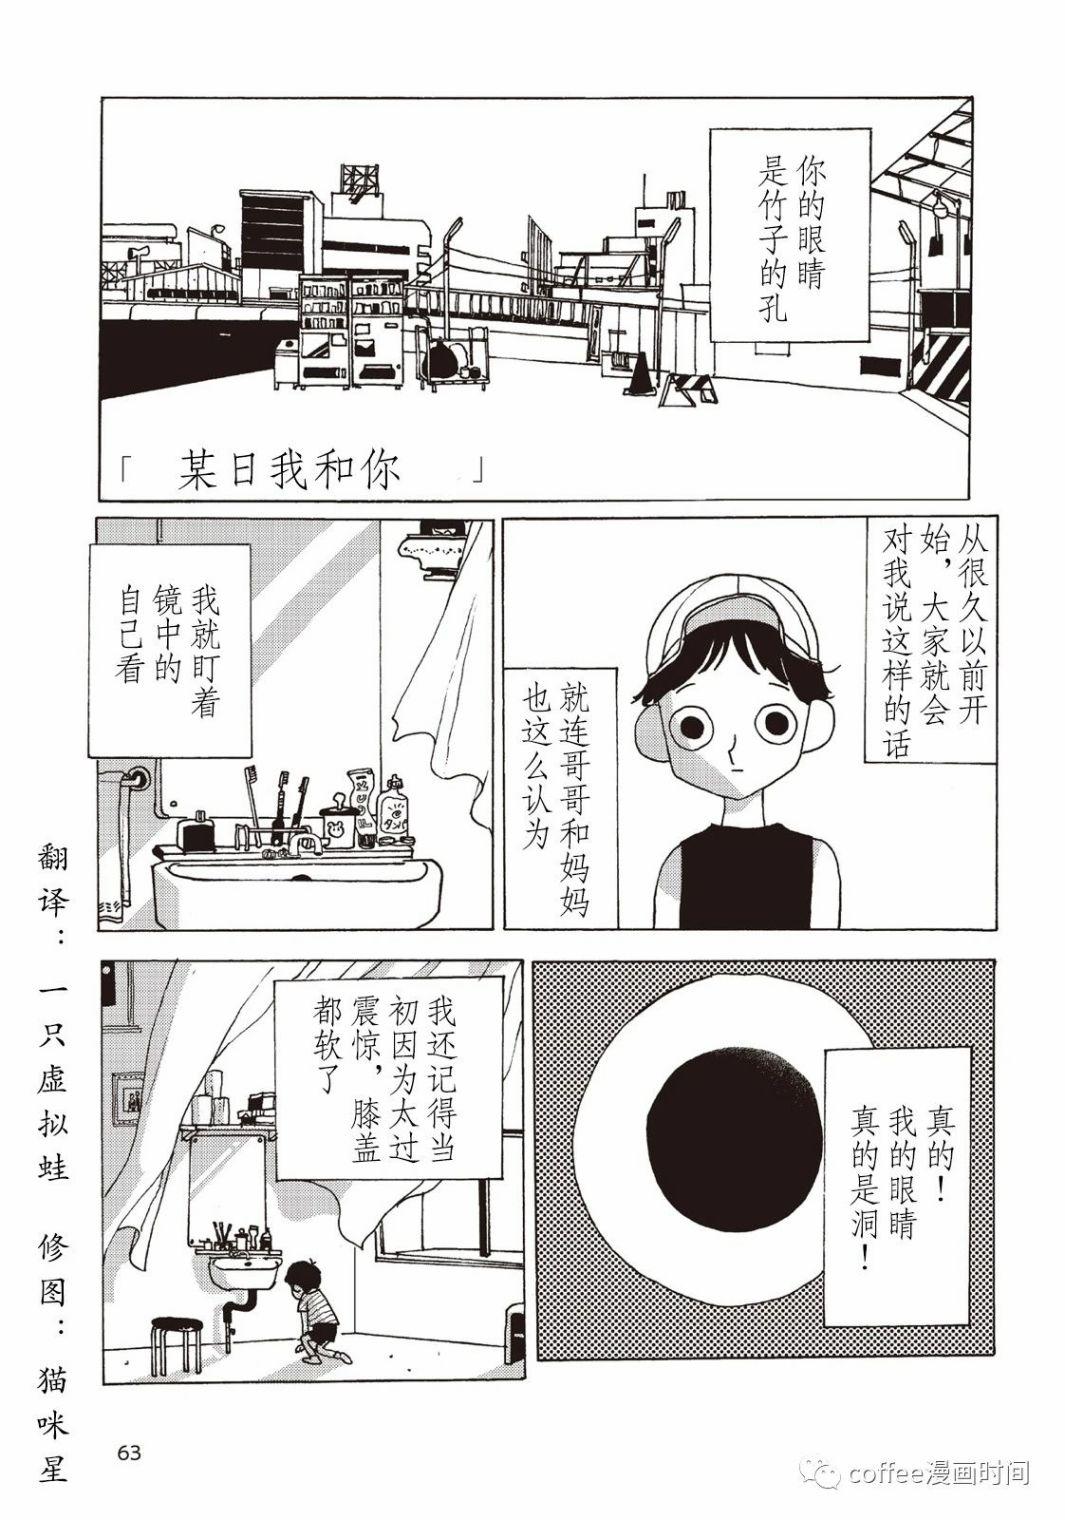 你的眼睛
是竹子的孔
「 某日我和你 」
从很久以前开
始，大家就会
对我说这样的话
就连哥哥和妈妈
也这么认为
我就盯着
镜中的
自己看
真的！
我的眼睛
真的是洞！
我还记得当
初因为太过
震惊，膝盖
都软了
翻译：一只虚拟蛙 修图：猫咪星
63
coffee漫画时间